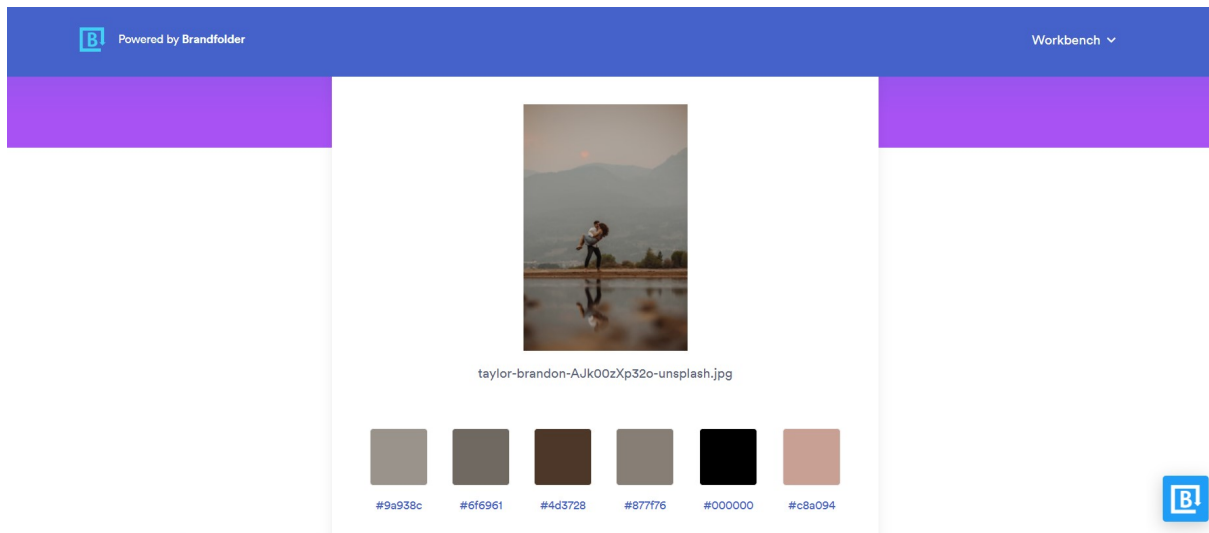 Powered by Brandfolder
Workbench
taylor-brandon-AJk00zXp32o-unsplash.jpg
#9a938c #6f6961 #4d3728 #877f76 #000000 #c8a094